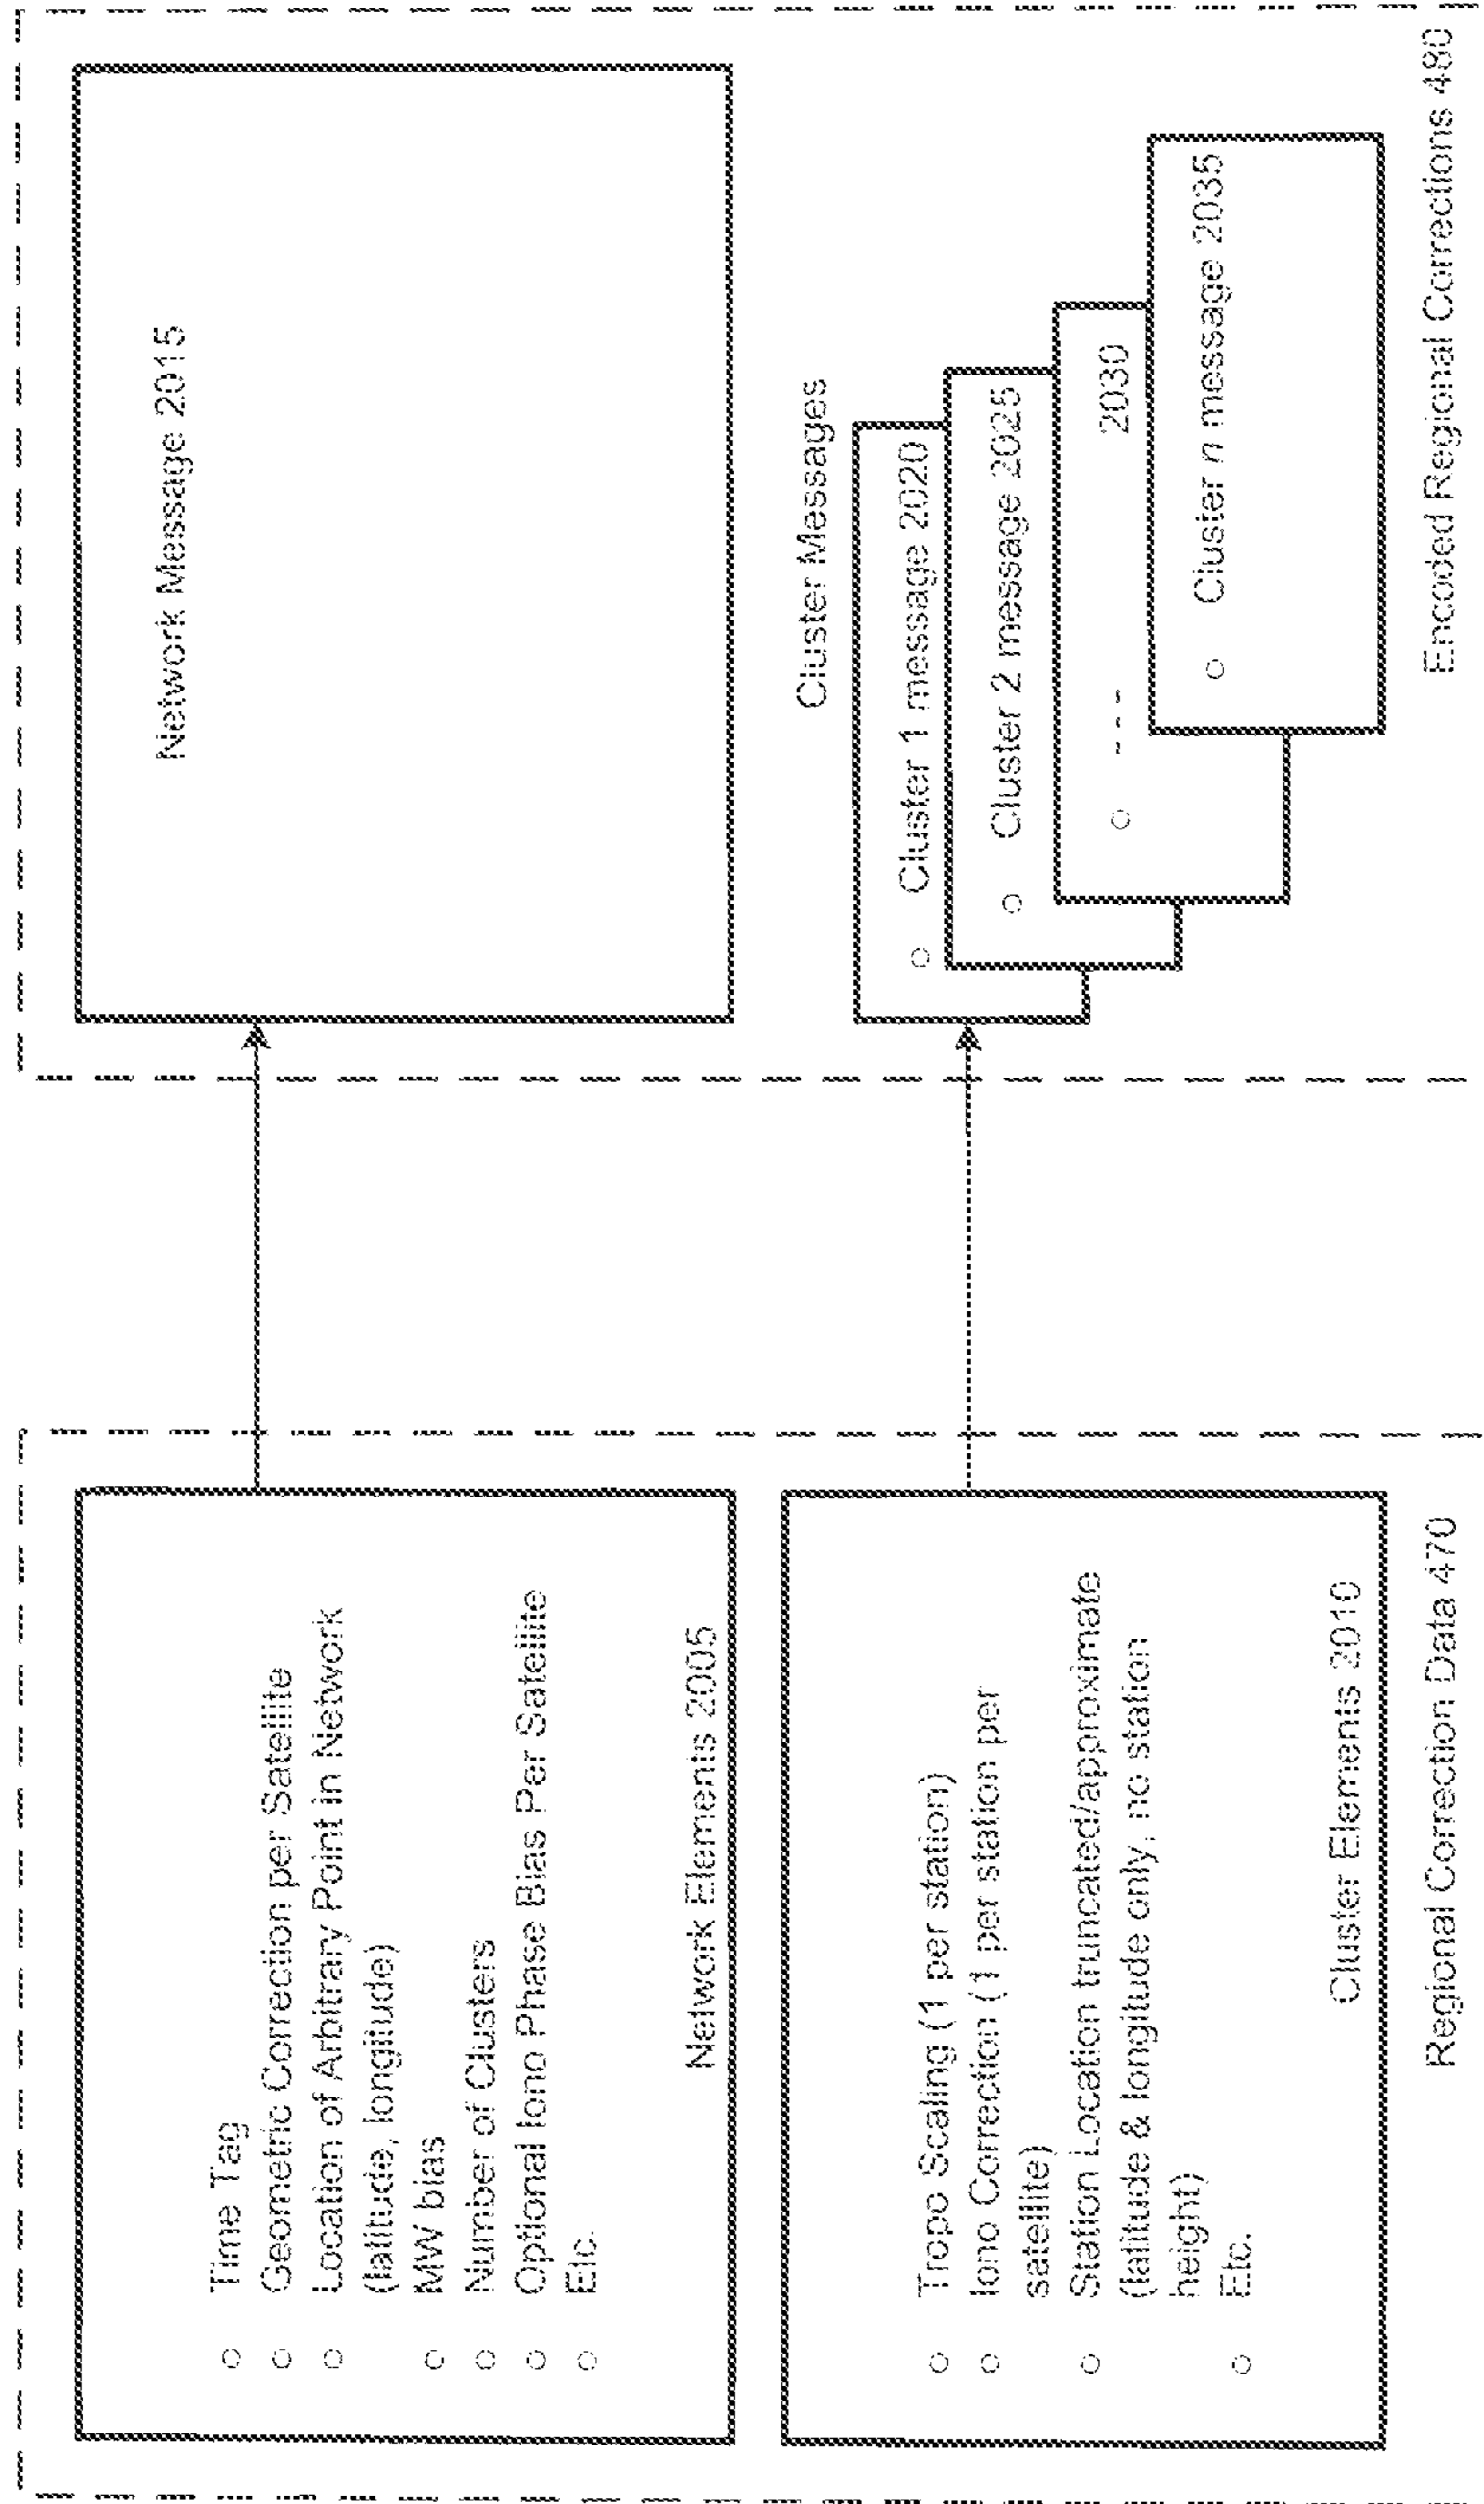 ○ Time Tag
○ Geometric Correction per Satellite
○ Location of Arbitrary Point in Network
(latitude, longitude)
○ MW bias
○ Number of Clusters
○ Optional Iono Phase Bias Per Satellite
○ Etc.
Network Elements 2005
○ Tropo Scaling (1 per station)
○ Iono Correction (1 per station per
satellite)
○ Station Location truncated/approximate
(latitude & longitude only, no station
height)
○ Etc.
Cluster Elements 2010
Regional Correction Data 470
Network Message 2015
Cluster Messages
○ Cluster 1 message 2020
○ Cluster 2 message 2025
○ --- 2030
○ Cluster n message 2035
Encoded Regional Corrections 480